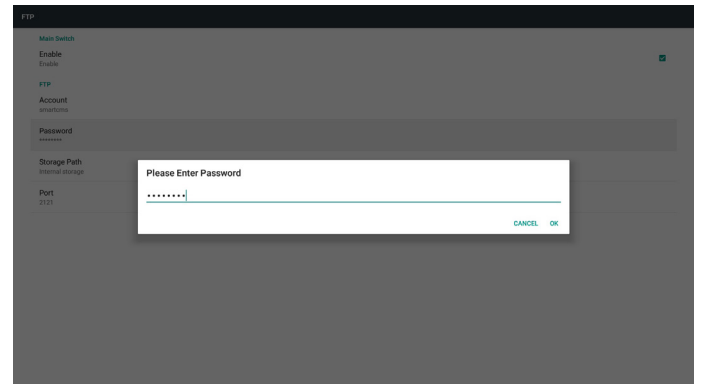 FTP
Main Switch
Enable
Enable
FTP
Account
smartcms
Password
********
Storage Path
Internal storage
Please Enter Password
••••••••
Port
2121
CANCEL OK